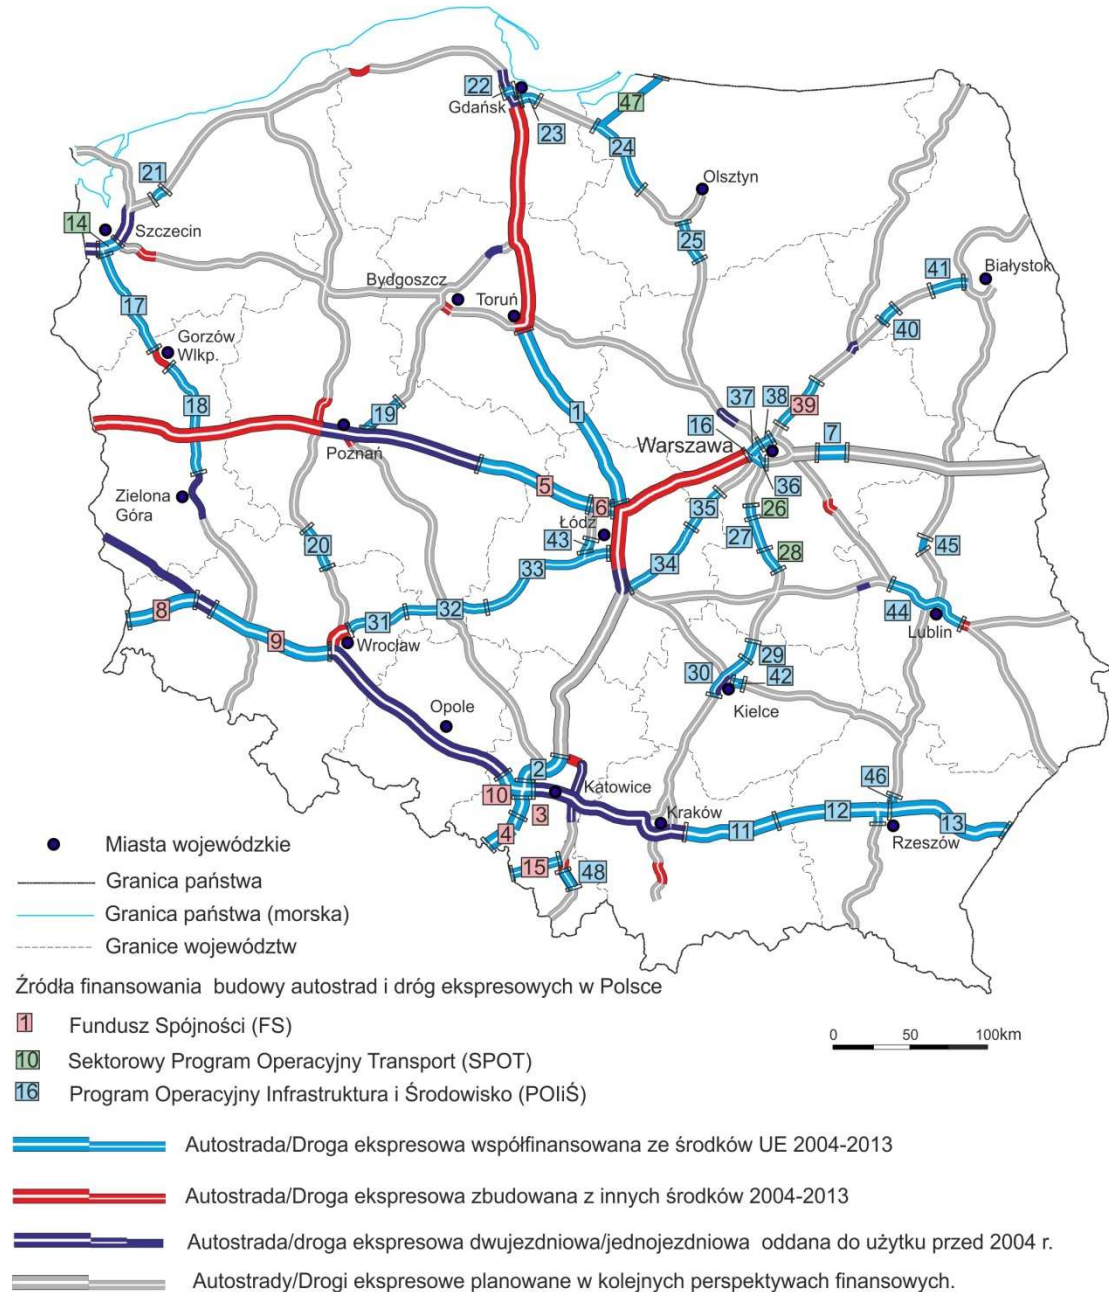 22
Gdańsk
47
23
24
Olsztyn
21
14
Szczecin
25
Białystok
41
Bydgoszcz
17
Toruń
40
Gorzów
Wlkp.
18
19
1
37
38
39
16
7
Warszawa
Poznań
5
6
36
Zielona
Góra
Łódź
35
26
43
27
20
28
45
33
34
8
32
44
31
9
Wrocław
Lublin
29
30
42
Opole
Kielce
2
46
10
Katowice
3
Kraków
12
4
11
13
Rzeszów
15
48
Miasta wojewódzkie
Granica państwa
Granica państwa (morska)
Granice województw
Źródła finansowania budowy autostrad i dróg ekspresowych w Polsce
1 Fundusz Spójności (FS)
0 50 100km
10 Sektorowy Program Operacyjny Transport (SPOT)
16 Program Operacyjny Infrastruktura i Środowisko (POIiŚ)
Autostrada/Droga ekspresowa współfinansowana ze środków UE 2004-2013
Autostrada/Droga ekspresowa zbudowana z innych środków 2004-2013
Autostrada/droga ekspresowa dwujezdniowa/jednojezdniowa oddana do użytku przed 2004 r.
Autostrady/Drogi ekspresowe planowane w kolejnych perspektywach finansowych.